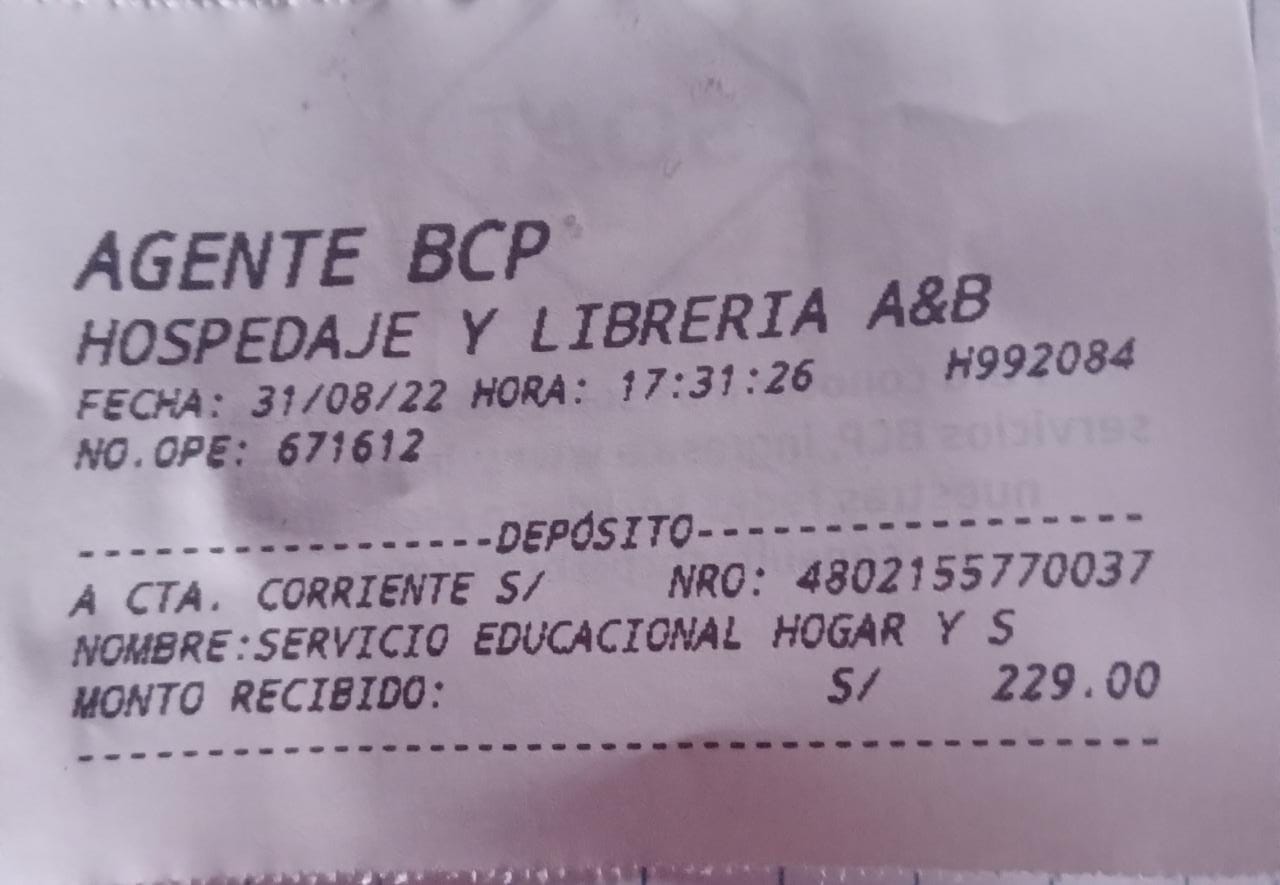 AGENTE BCP
HOSPEDAJE Y LIBRERIA A&B
FECHA: 31/08/22 HORA: 17:31:26 H992084
NO.OPE: 671612
-----------------DEPÓSITO------------------
A CTA. CORRIENTE S/ NRO: 4802155770037
NOMBRE:SERVICIO EDUCACIONAL HOGAR Y S
MONTO RECIBIDO: S/ 229.00
--------------------------------------------